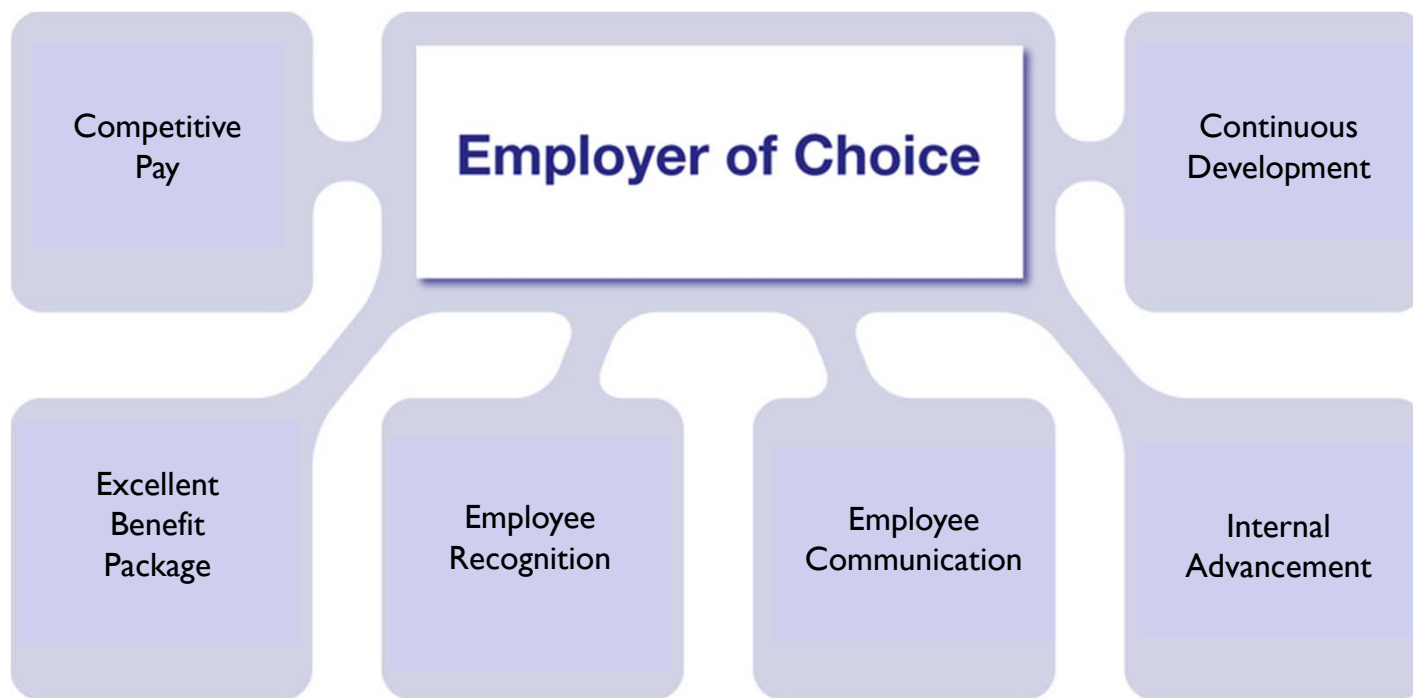 Competitive
Pay
Employer of Choice
Continuous
Development
Excellent
Benefit
Package
Employee
Recognition
Employee
Communication
Internal
Advancement